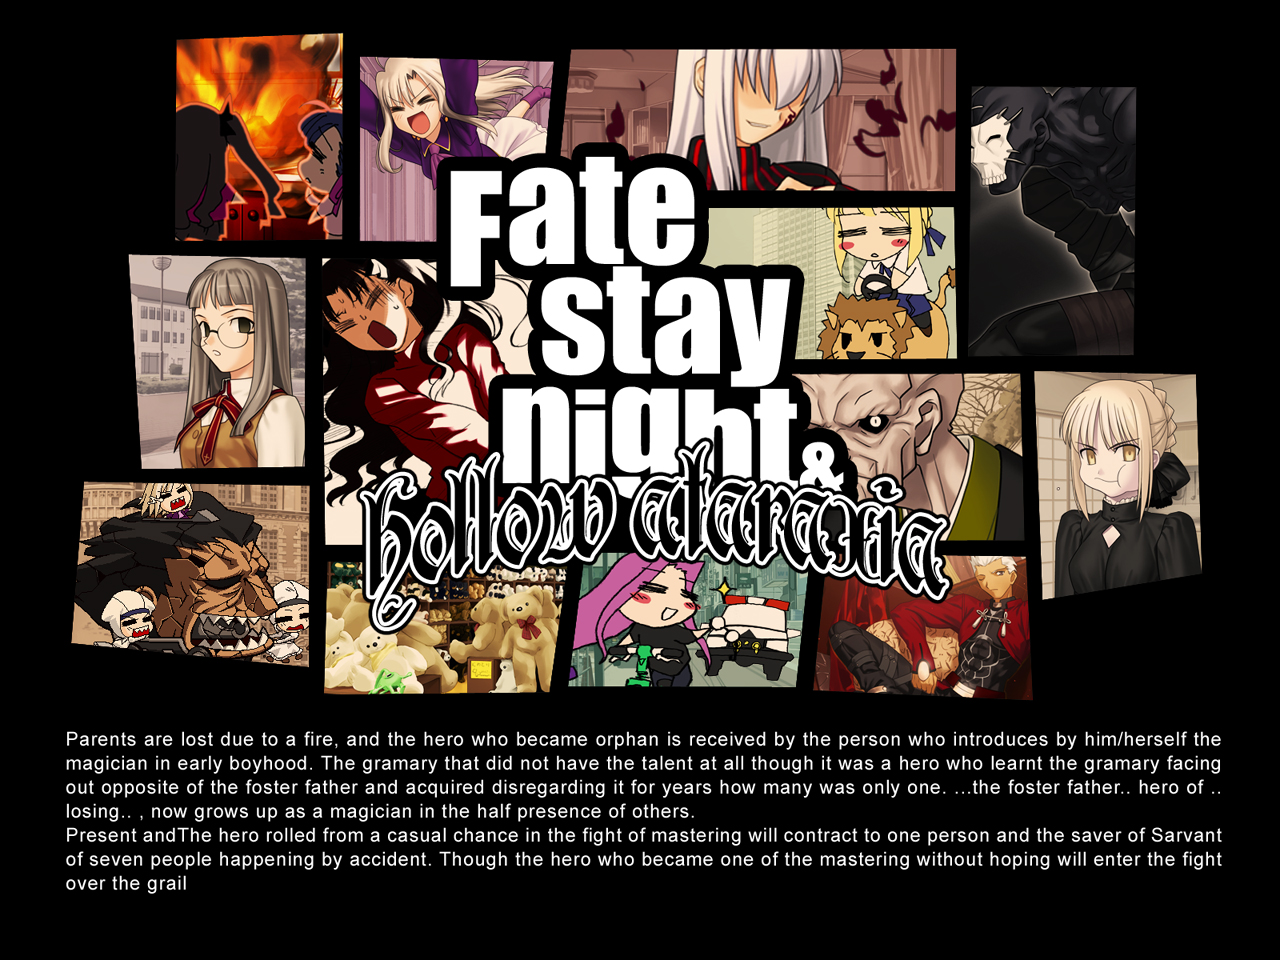 Fate
stay
night
&
hollow ataraxia
Parents are lost due to a fire, and the hero who became orphan is received by the person who introduces by him/herself the
magician in early boyhood. The gramary that did not have the talent at all though it was a hero who learnt the gramary facing
out opposite of the foster father and acquired disregarding it for years how many was only one. ...the foster father.. hero of ..
losing.. , now grows up as a magician in the half presence of others.
Present andThe hero rolled from a casual chance in the fight of mastering will contract to one person and the saver of Sarvant
of seven people happening by accident. Though the hero who became one of the mastering without hoping will enter the fight
over the grail